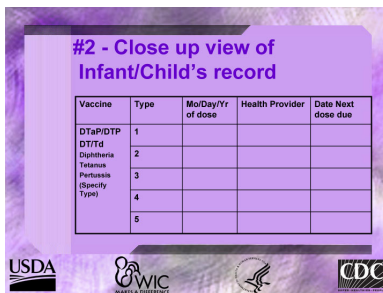 #2 - Close up view of
Infant/Child's record
Vaccine Type Mo/Day/Yr Health Provider Date Next
of dose dose due
DTaP/DTP 1
DT/Td
Diphtheria 2
Tetanus
Pertussis 3
(Specify
Type) 4
5
USDA
WIC
MAKES A DIFFERENCE
CDC